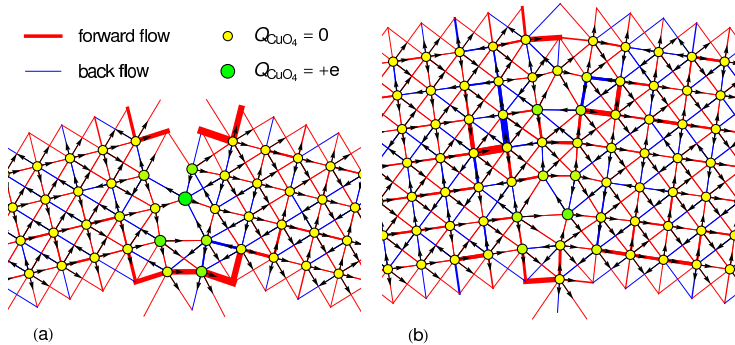 forward flow
Q_CuO₄ = 0
back flow
Q_CuO₄ = +e
(a)
(b)